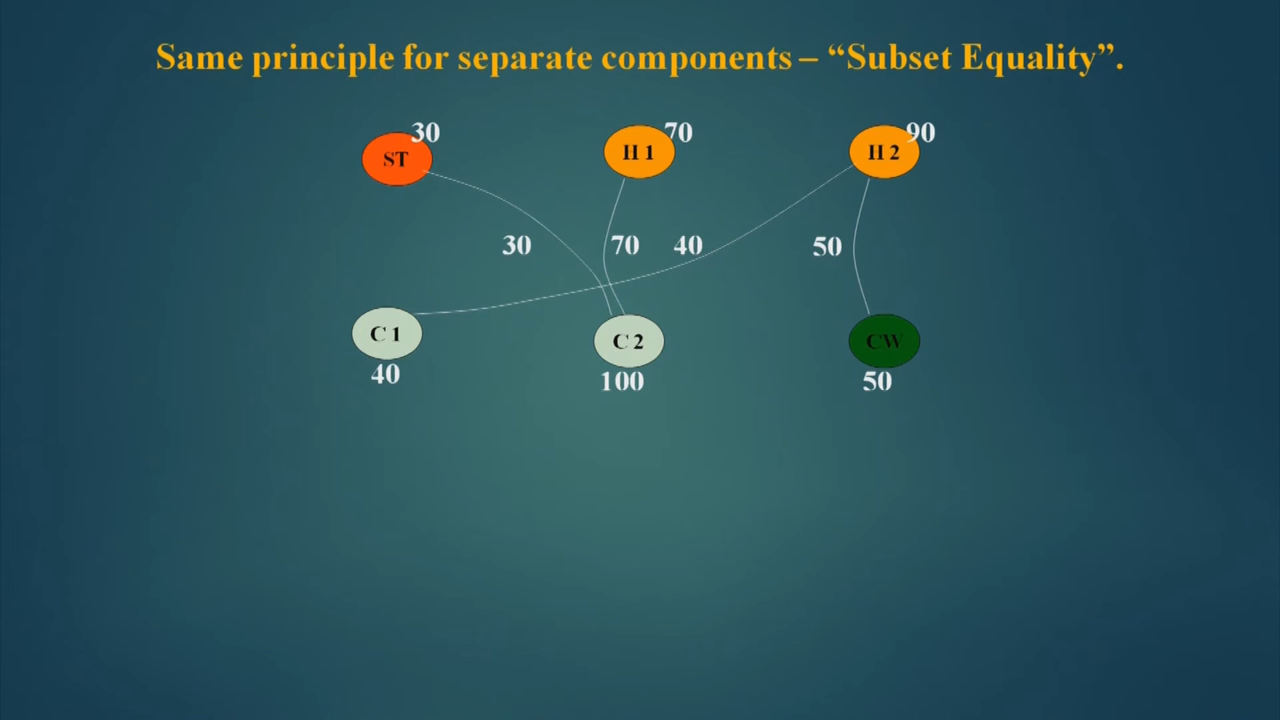 Same principle for separate components – “Subset Equality”.
30 70 90
ST H 1 H 2
30 70 40 50
C 1 C 2 CW
40 100 50